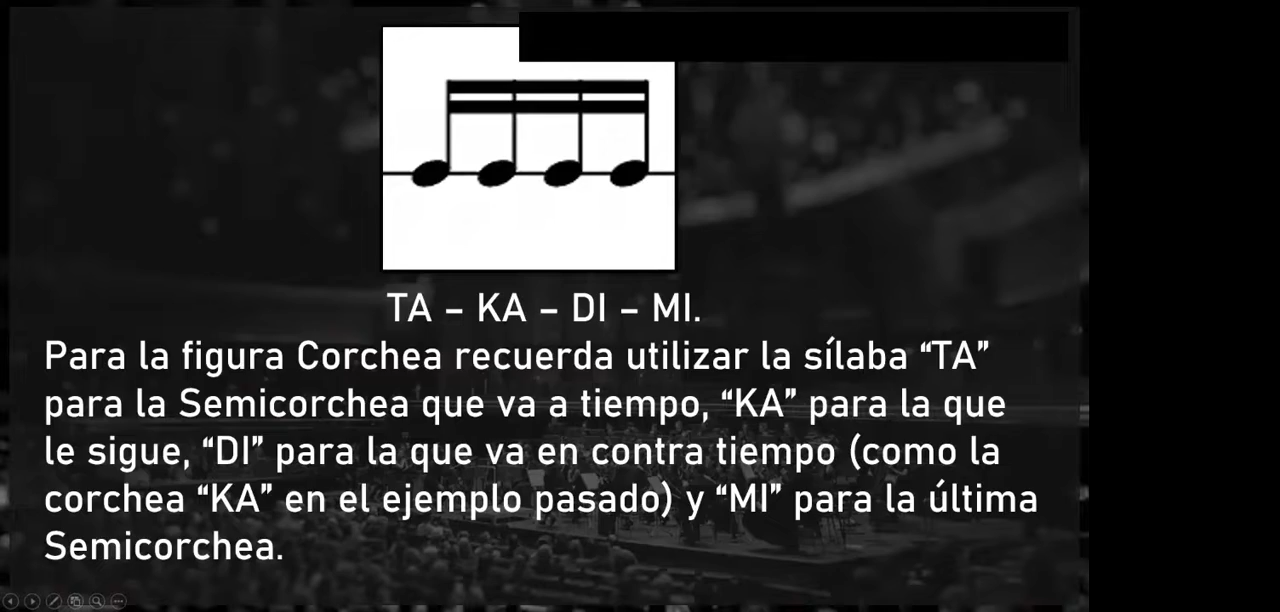 TA – KA – DI – MI.
Para la figura Corchea recuerda utilizar la sílaba “TA”
para la Semicorchea que va a tiempo, “KA” para la que
le sigue, “DI” para la que va en contra tiempo (como la
corchea “KA” en el ejemplo pasado) y “MI” para la última
Semicorchea.